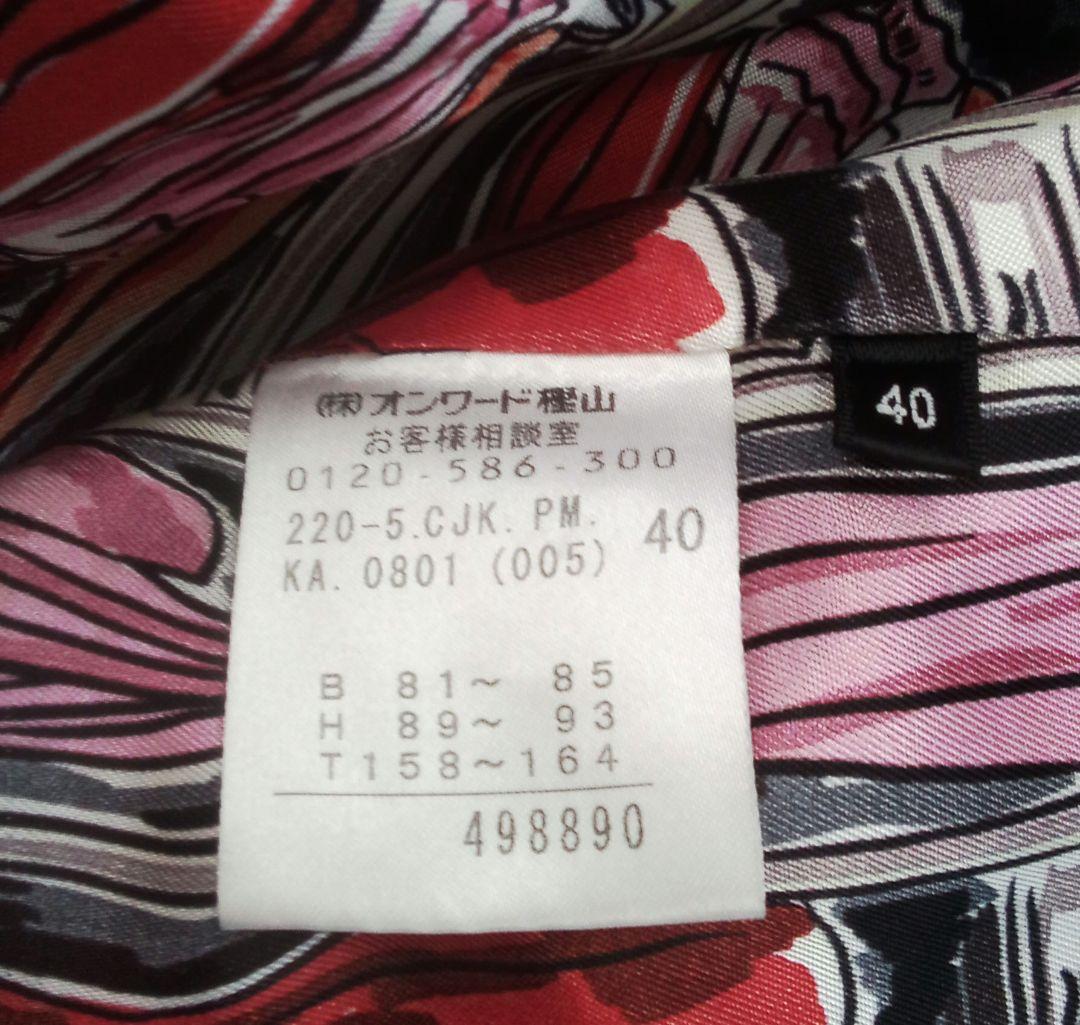 (株)オンワード樫山
お客様相談室
0120-586-300
220-5.CJK.PM.
KA.0801 (005)
40
B 81～ 85
H 89～ 93
T158～164
498890
40